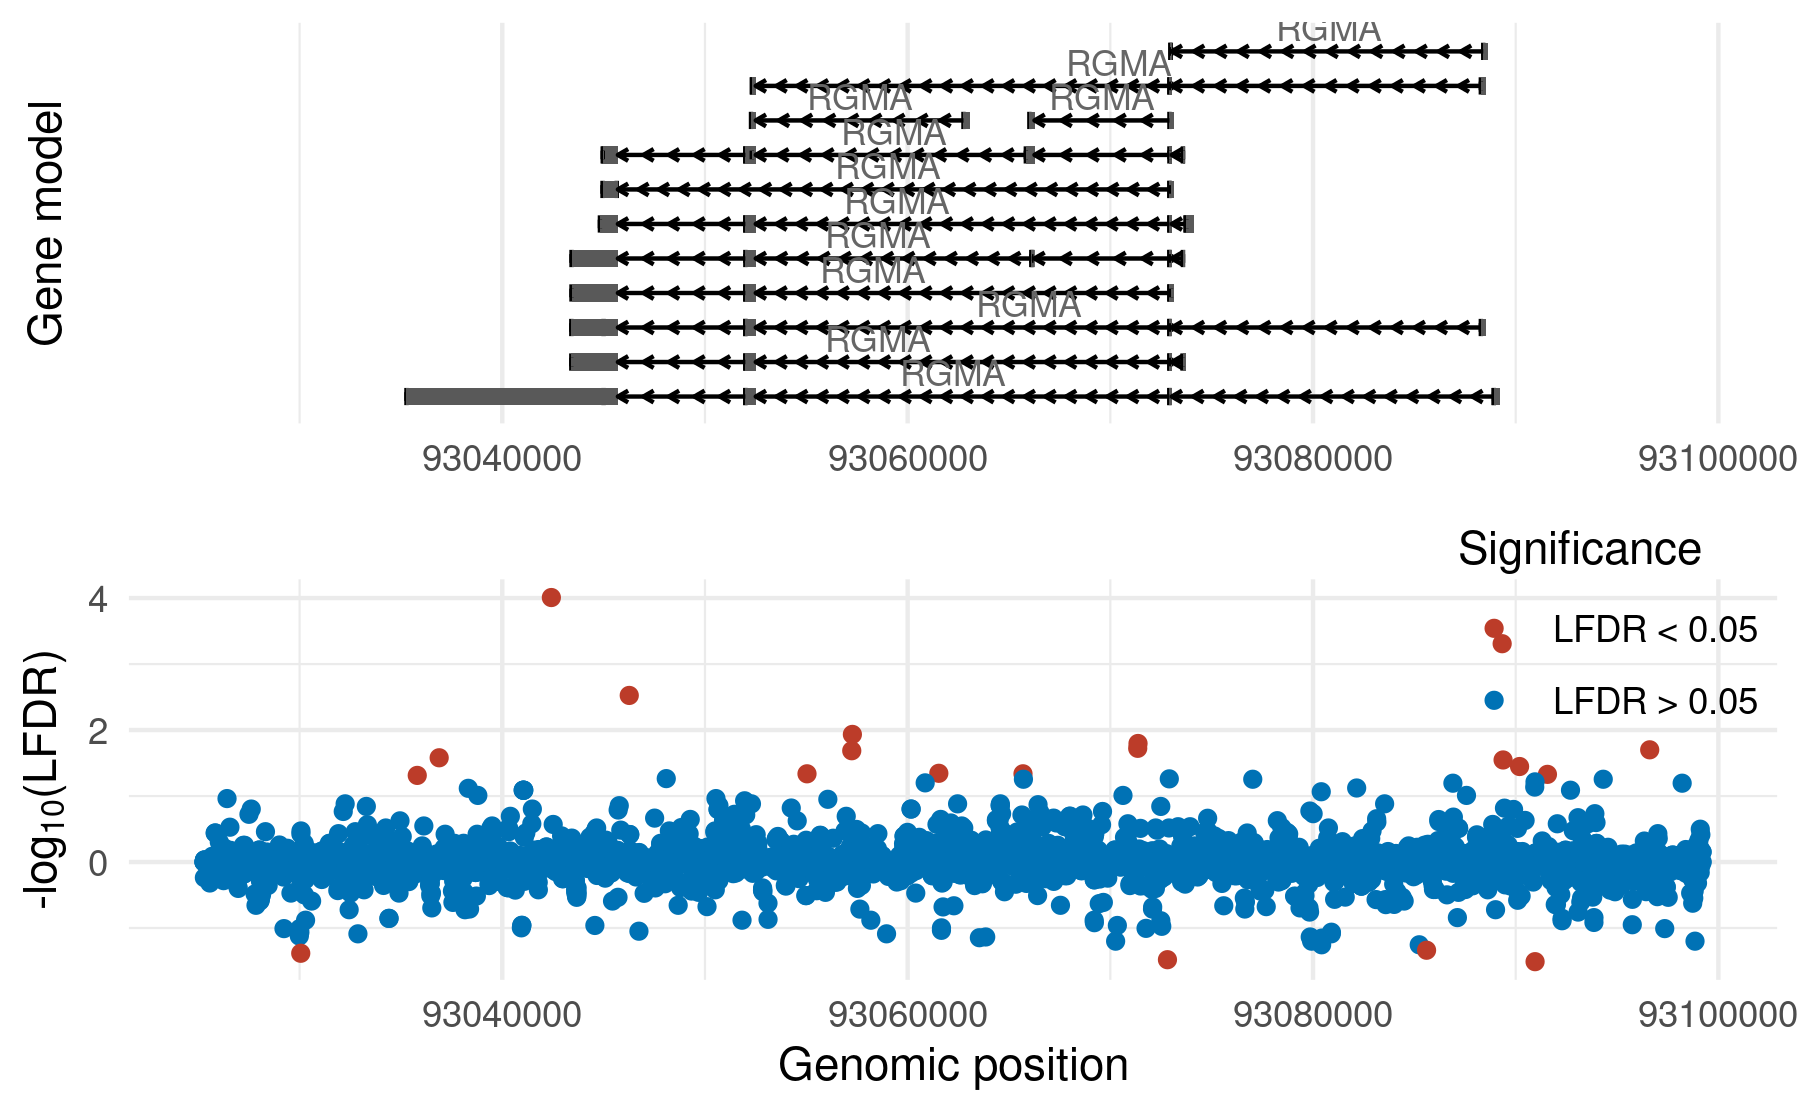 RGMA
RGMA
RGMA RGMA
RGMA
RGMA
RGMA
RGMA
RGMA
RGMA
RGMA
RGMA
Gene model
93040000 93060000 93080000 93100000
Significance
LFDR < 0.05
LFDR > 0.05
4
2
0
-log10(LFDR)
93040000 93060000 93080000 93100000
Genomic position